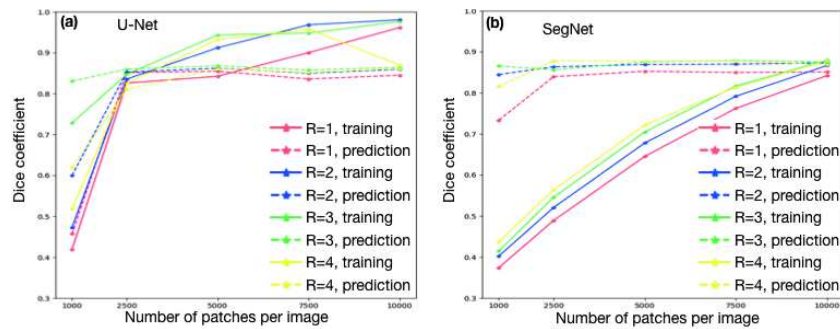 (a)
U-Net
1.0
0.9
0.8
0.7
0.6
0.5
0.4
0.3
Dice coefficient
R=1, training
R=1, prediction
R=2, training
R=2, prediction
R=3, training
R=3, prediction
R=4, training
R=4, prediction
1000 2500 5000 7500 10000
Number of patches per image
(b)
SegNet
1.0
0.9
0.8
0.7
0.6
0.5
0.4
0.3
Dice coefficient
R=1, training
R=1, prediction
R=2, training
R=2, prediction
R=3, training
R=3, prediction
R=4, training
R=4, prediction
1000 2500 5000 7500 10000
Number of patches per image